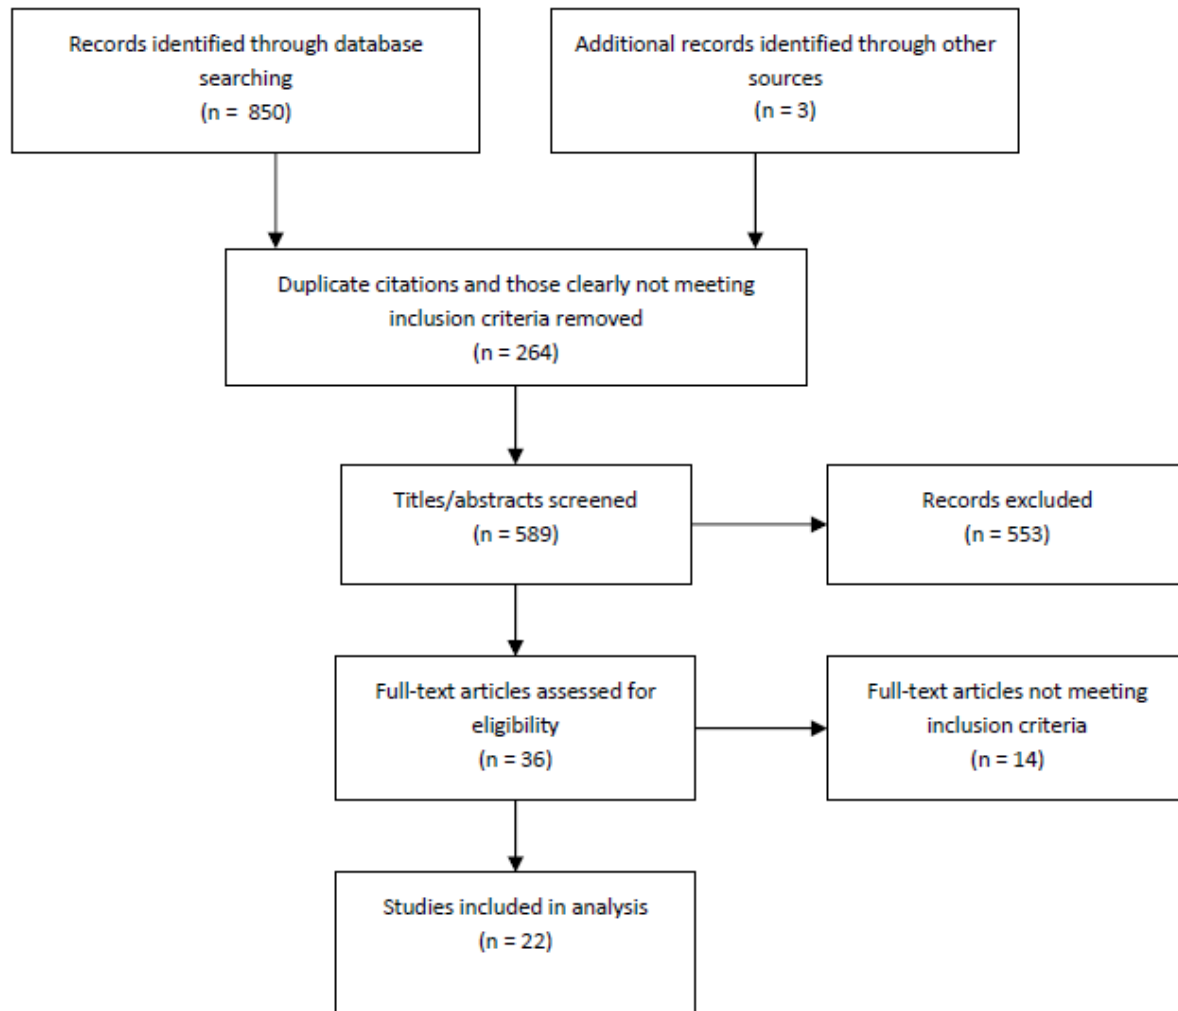 Records identified through database
searching
(n =  850)
Additional records identified through other
sources
(n = 3)
Duplicate citations and those clearly not meeting
inclusion criteria removed
(n = 264)
Titles/abstracts screened
(n = 589)
Records excluded
(n = 553)
Full-text articles assessed for
eligibility
(n = 36)
Full-text articles not meeting
inclusion criteria
(n = 14)
Studies included in analysis
(n = 22)